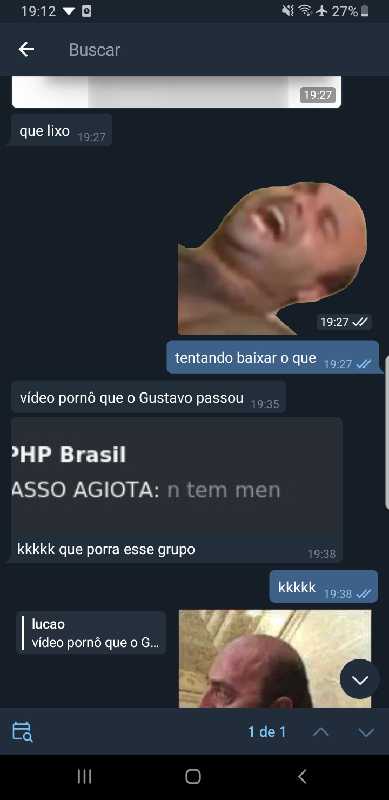 19:12
27%
Buscar
19:27
que lixo 19:27
19:27
tentando baixar o que 19:27
vídeo pornô que o Gustavo passou 19:35
PHP Brasil
ASSO AGIOTA: n tem men
kkkkk que porra esse grupo 19:38
kkkkk 19:38
lucao
vídeo pornô que o G...
1 de 1